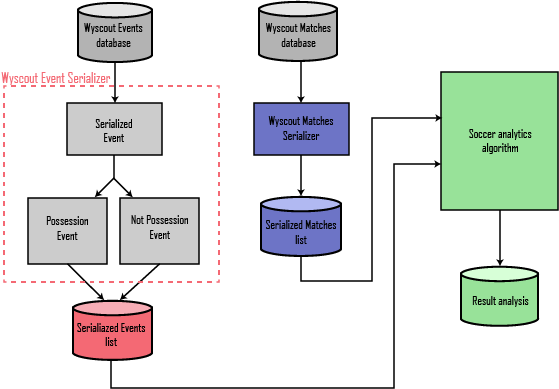 Wyscout Events
database
Wyscout Matches
database
Wyscout Event Serializer
Serialized
Event
Wyscout Matches
Serializer
Soccer analytics
algorithm
Possession
Event
Not Possession
Event
Serialized Matches
list
Result analysis
Serialiazed Events
list